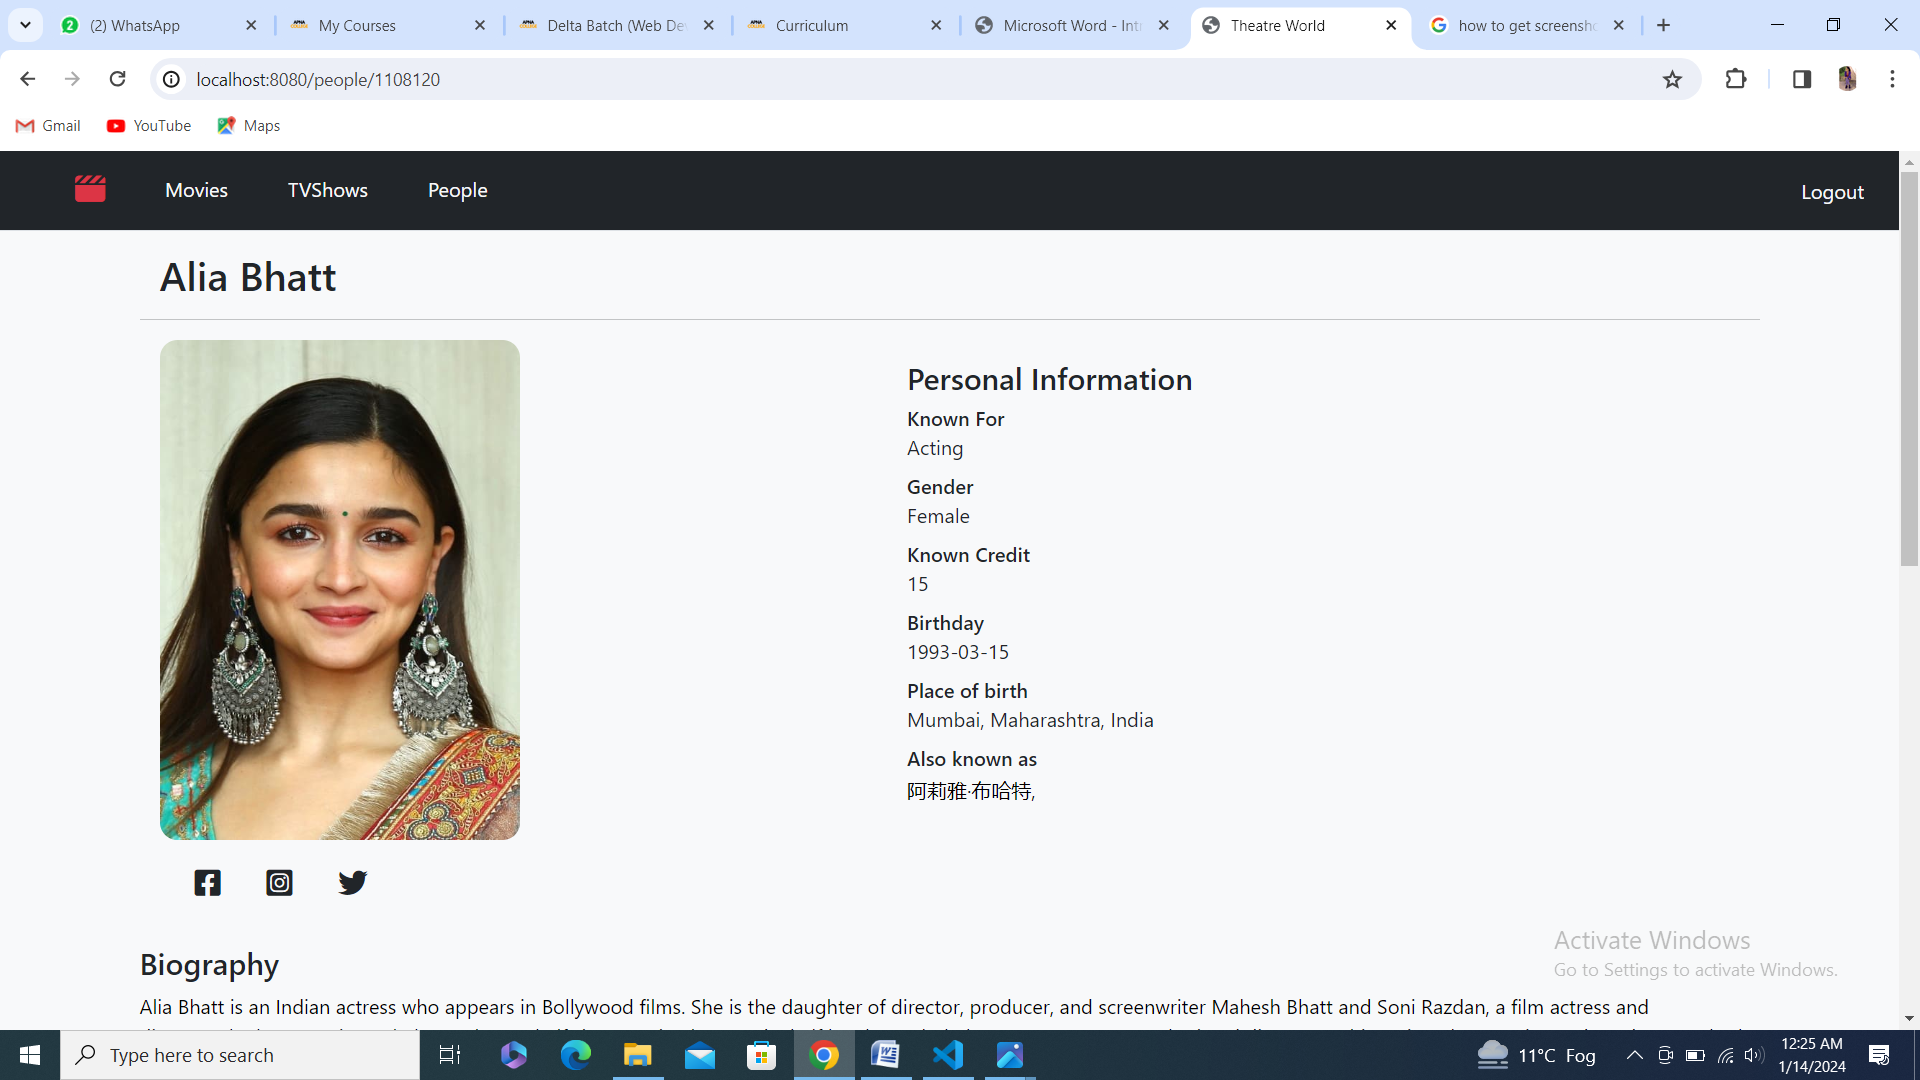 (2) WhatsApp
My Courses
Delta Batch (Web De
Curriculum
Microsoft Word - Int
Theatre World
how to get screensh
localhost:8080/people/1108120
Gmail
YouTube
Maps
Movies
TVShows
People
Logout
Alia Bhatt
Personal Information
Known For
Acting
Gender
Female
Known Credit
15
Birthday
1993-03-15
Place of birth
Mumbai, Maharashtra, India
Also known as
阿莉雅·布哈特,
Biography
Alia Bhatt is an Indian actress who appears in Bollywood films. She is the daughter of director, producer, and screenwriter Mahesh Bhatt and Soni Razdan, a film actress and
Activate Windows
Go to Settings to activate Windows.
Type here to search
11°C Fog
12:25 AM
1/14/2024